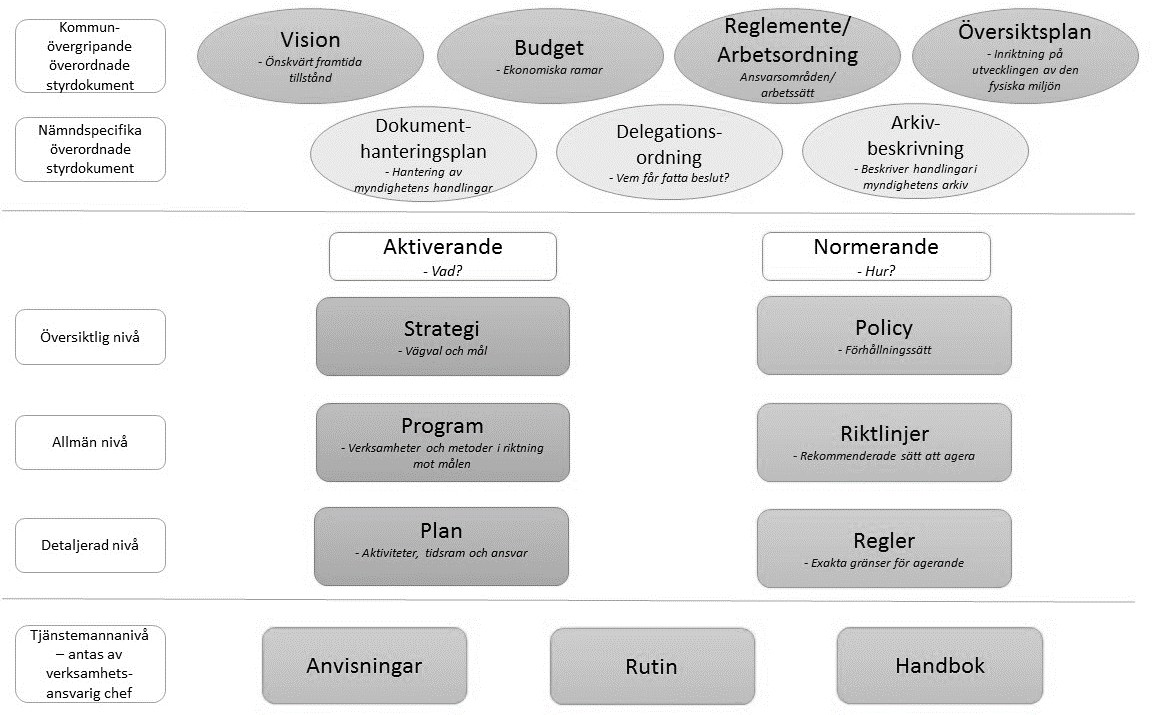 Kommun-
övergripande
överordnade
styrdokument
Vision
- Önskvärt framtida
tillstånd
Budget
- Ekonomiska ramar
Reglemente/
Arbetsordning
Ansvarsområden/
arbetssätt
Översiktsplan
- Inriktning på
utvecklingen av den
fysiska miljön
Nämndspecifika
överordnade
styrdokument
Dokument-
hanteringsplan
- Hantering av
myndighetens handlingar
Delegations-
ordning
- Vem får fatta beslut?
Arkiv-
beskrivning
- Beskriver handlingar i
myndighetens arkiv
Aktiverande
- Vad?
Normerande
- Hur?
Översiktlig nivå
Strategi
- Vägval och mål
Policy
- Förhållningssätt
Allmän nivå
Program
- Verksamheter och metoder i riktning
mot målen
Riktlinjer
- Rekommenderade sätt att agera
Detaljerad nivå
Plan
- Aktiviteter, tidsram och ansvar
Regler
- Exakta gränser för agerande
Tjänstemannanivå
– antas av
verksamhets-
ansvarig chef
Anvisningar
Rutin
Handbok